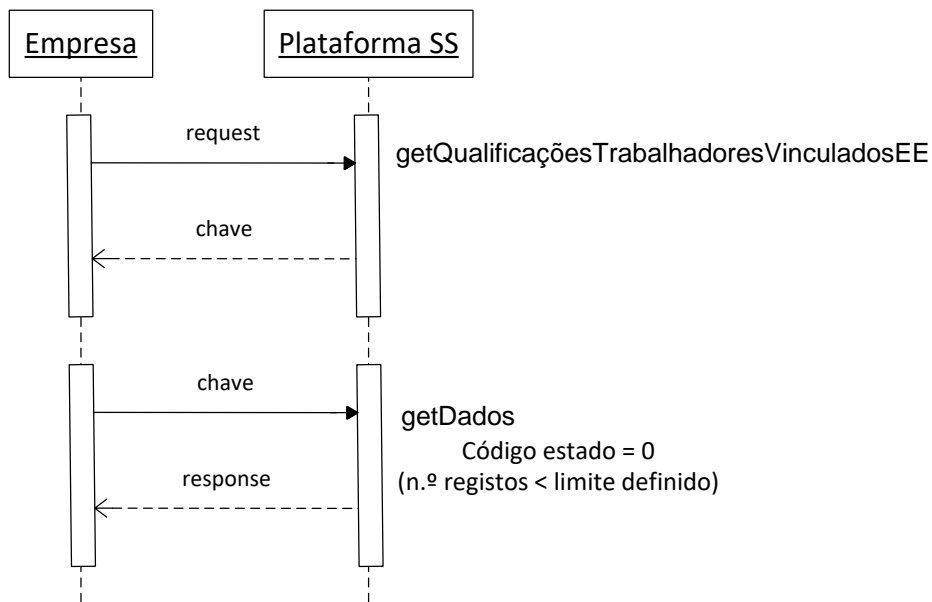 Empresa
Plataforma SS
request
getQualificaçõesTrabalhadoresVinculadosEE
chave
chave
getDados
Código estado = 0
response
(n.º registos < limite definido)